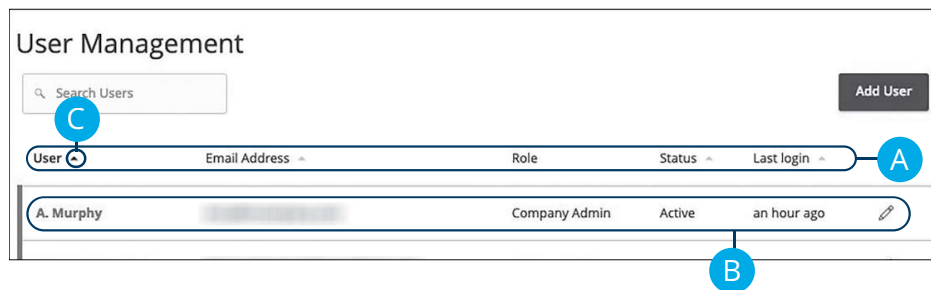 User Management
Search Users
Add User
C
User Email Address Role Status Last login
A
A. Murphy Company Admin Active an hour ago
B